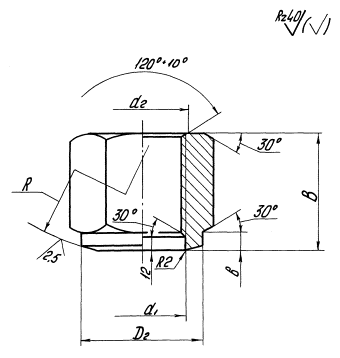 Rz40/(√)
120°+10°
d₂
30°
R
B
30°
30°
2,5
12
R2
в
d₁
D₂